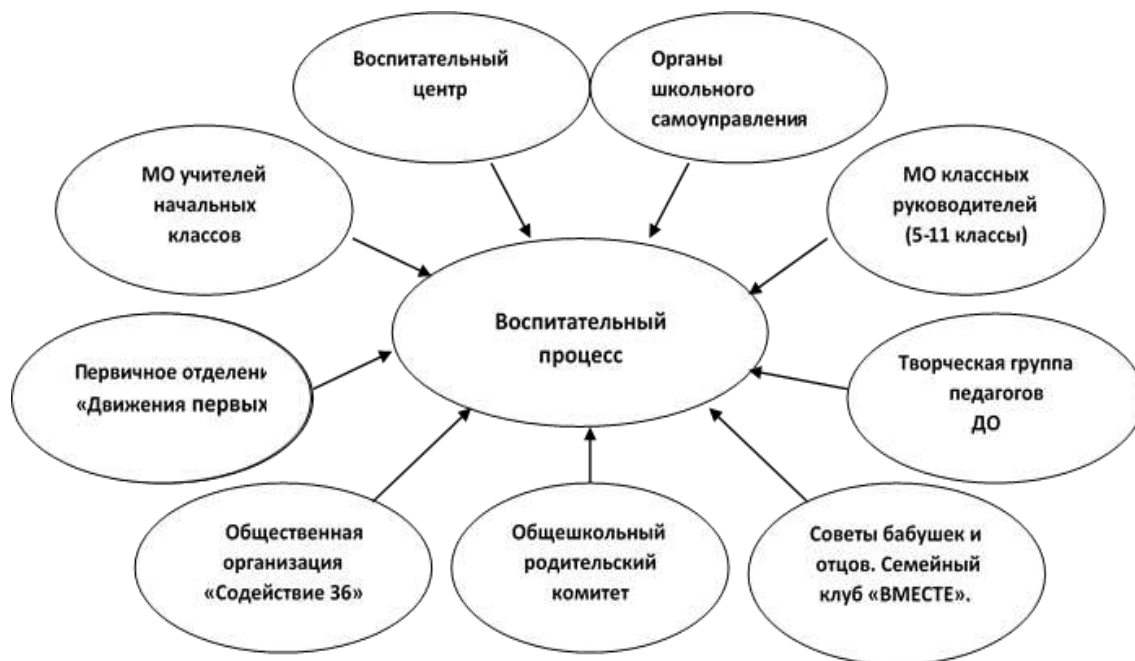 Воспитательный
центр
Органы
школьного
самоуправления
МО учителей
начальных
классов
МО классных
руководителей
(5-11 классы)
Воспитательный
процесс
Первичное отделени
«Движения первых
Творческая группа
педагогов
ДО
Общественная
организация
«Содействие 36»
Общешкольный
родительский
комитет
Советы бабушек и
отцов. Семейный
клуб «ВМЕСТЕ».